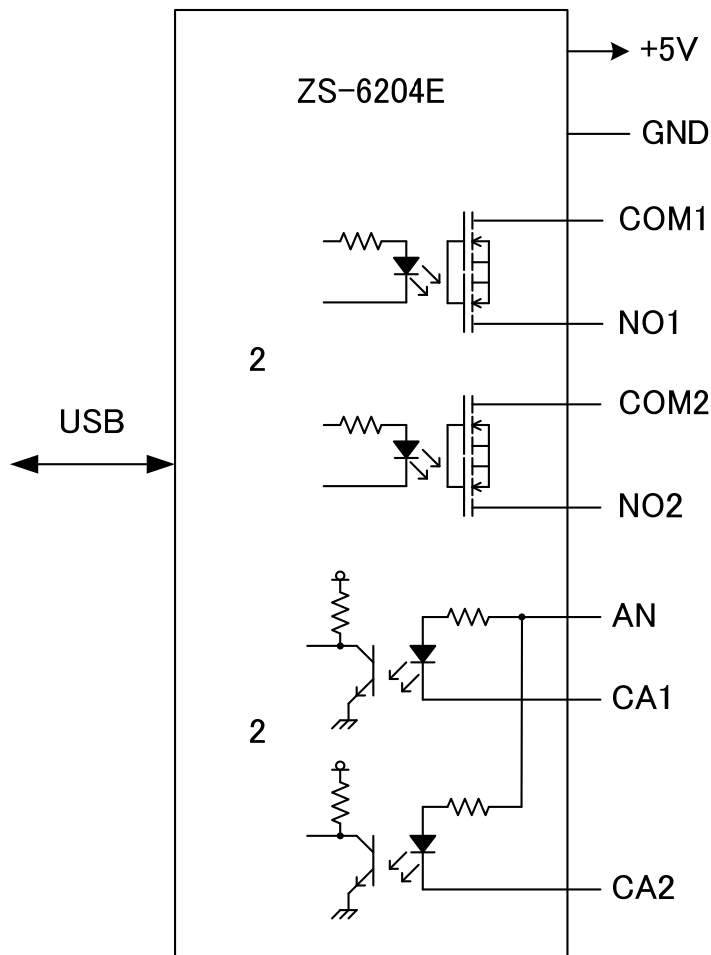 +5V
ZS-6204E
GND
COM1
NO1
2
COM2
USB
NO2
AN
CA1
2
CA2